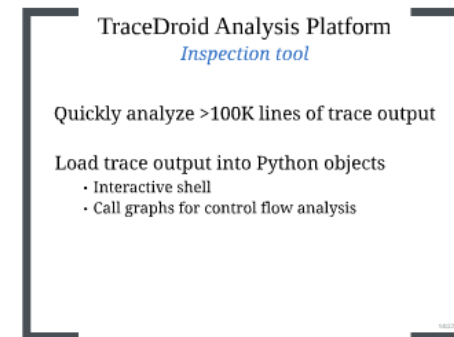 TraceDroid Analysis Platform
Inspection tool
Quickly analyze >100K lines of trace output
Load trace output into Python objects
• Interactive shell
• Call graphs for control flow analysis